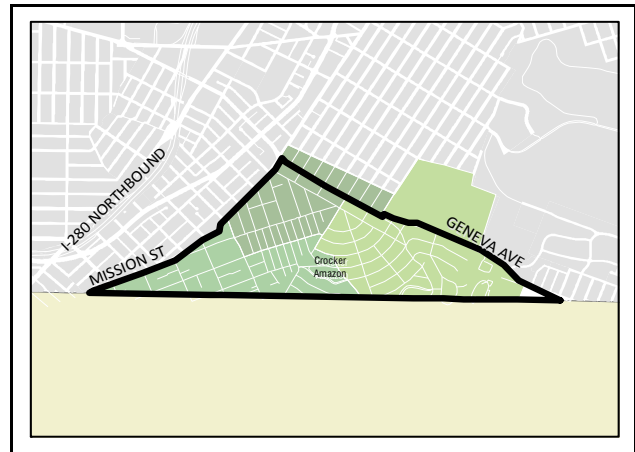 I-280 NORTHBOUND
MISSION ST
GENEVA AVE
Crocker
Amazon